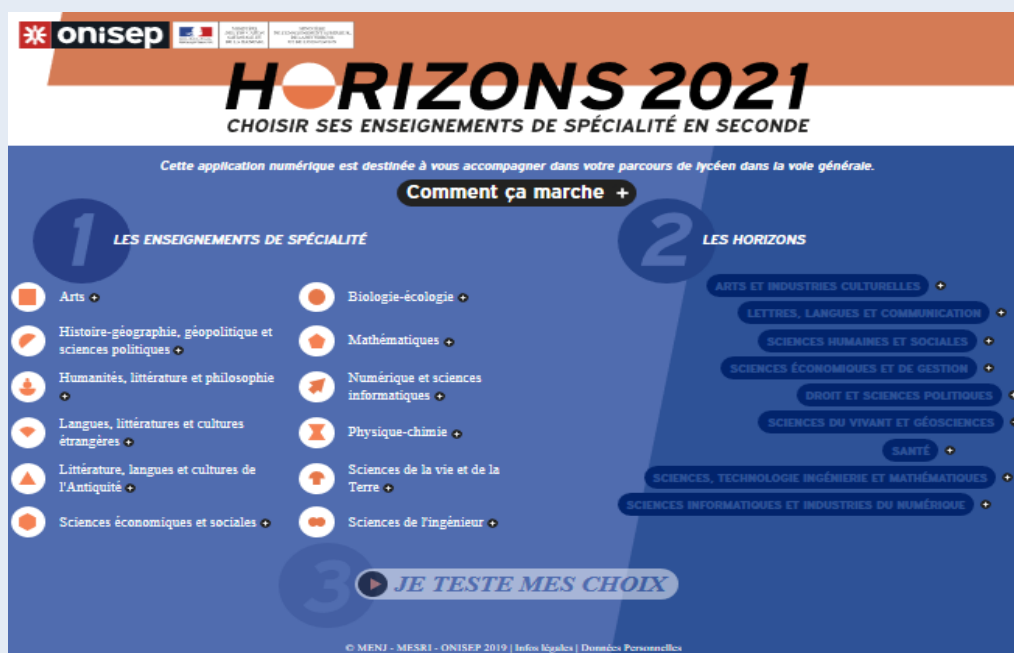 onisep
HORIZONS 2021
CHOISIR SES ENSEIGNEMENTS DE SPÉCIALITÉ EN SECONDE
Cette application numérique est destinée à vous accompagner dans votre parcours de lycéen dans la voie générale.
Comment ça marche +
1
LES ENSEIGNEMENTS DE SPÉCIALITÉ
Arts +
Histoire-géographie, géopolitique et
sciences politiques +
Humanités, littérature et philosophie
+
Langues, littératures et cultures
étrangères +
Littérature, langues et cultures de
l'Antiquité +
Sciences économiques et sociales +
Biologie-écologie +
Mathématiques +
Numérique et sciences
informatiques +
Physique-chimie +
Sciences de la vie et de la
Terre +
Sciences de l'ingénieur +
2
LES HORIZONS
ARTS ET INDUSTRIES CULTURELLES +
LETTRES, LANGUES ET COMMUNICATION +
SCIENCES HUMAINES ET SOCIALES +
SCIENCES ÉCONOMIQUES ET DE GESTION +
DROIT ET SCIENCES POLITIQUES +
SCIENCES DU VIVANT ET GÉOSCIENCES +
SANTÉ +
SCIENCES, TECHNOLOGIE INGÉNIERIE ET MATHÉMATIQUES +
SCIENCES INFORMATIQUES ET INDUSTRIES DU NUMÉRIQUE +
3
JE TESTE MES CHOIX
© MENJ - MESRI - ONISEP 2019 | Infos légales | Données Personnelles